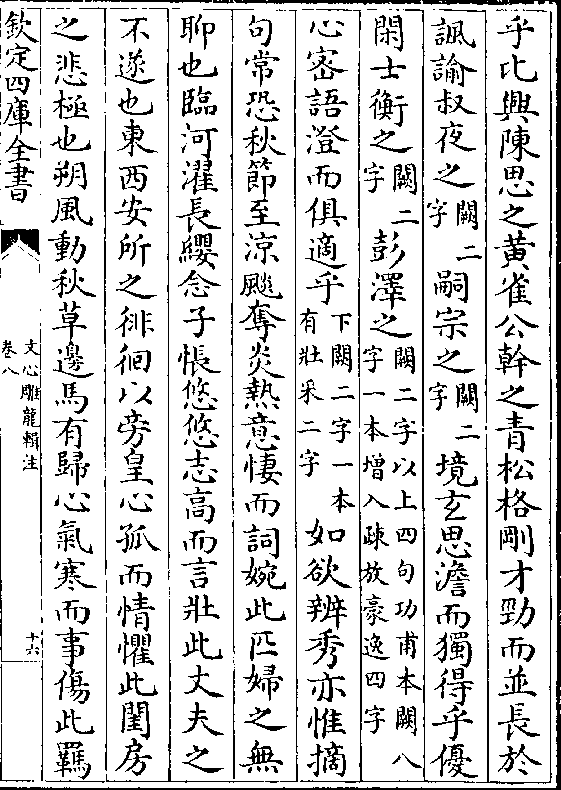 乎比興陳思之黃雀公幹之青松格剛才勁而並長於
諷諭叔夜之闕二字嗣宗之闕二字境玄思澹而獨得乎優
閑士衡之闕二字彭澤之闕二字以上四句功甫本闕八字一本增入疎放豪逸四字
心密語澄而俱適乎下闕二字一本有壯采二字如欲辨秀亦惟摘
句常恐秋節至涼飈奪炎熱意悽而詞婉此匹婦之無
聊也臨河濯長纓念子悵悠悠志高而言壯此丈夫之
不遂也東西安所之徘徊以旁皇心孤而情懼此閨房
之悲極也朔風動秋草邊馬有歸心氣寒而事傷此羈
欽定四庫全書
文心雕龍輯注
卷八
十六